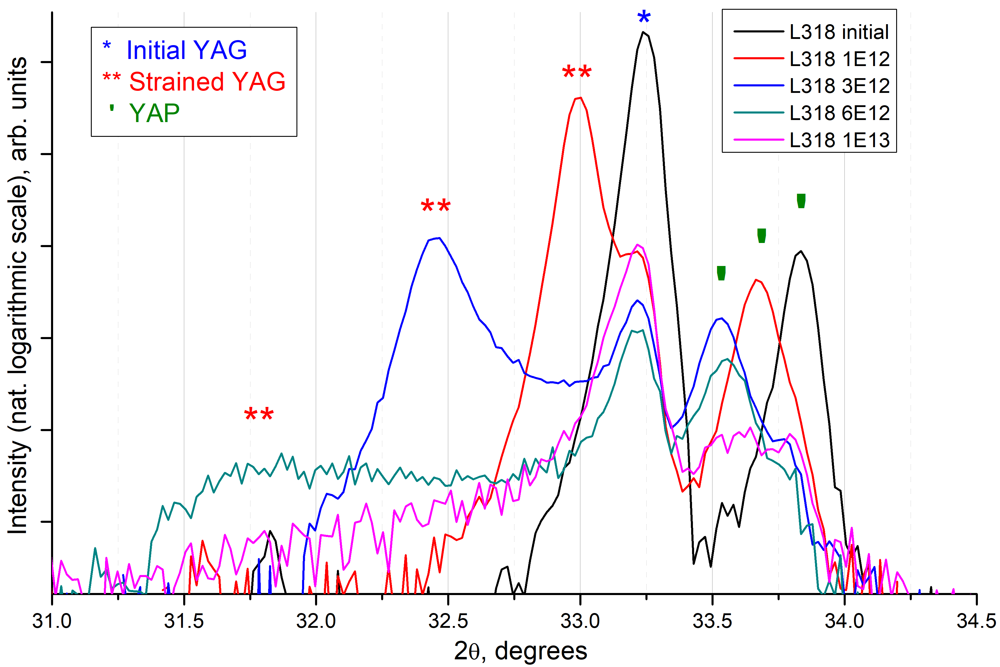 *
* Initial YAG
** Strained YAG
' YAP
L318 initial
L318 1E12
L318 3E12
L318 6E12
L318 1E13
**
**
'
'
'
**
Intensity (nat. logarithmic scale), arb. units
31.0 31.5 32.0 32.5 33.0 33.5 34.0 34.5
2θ, degrees